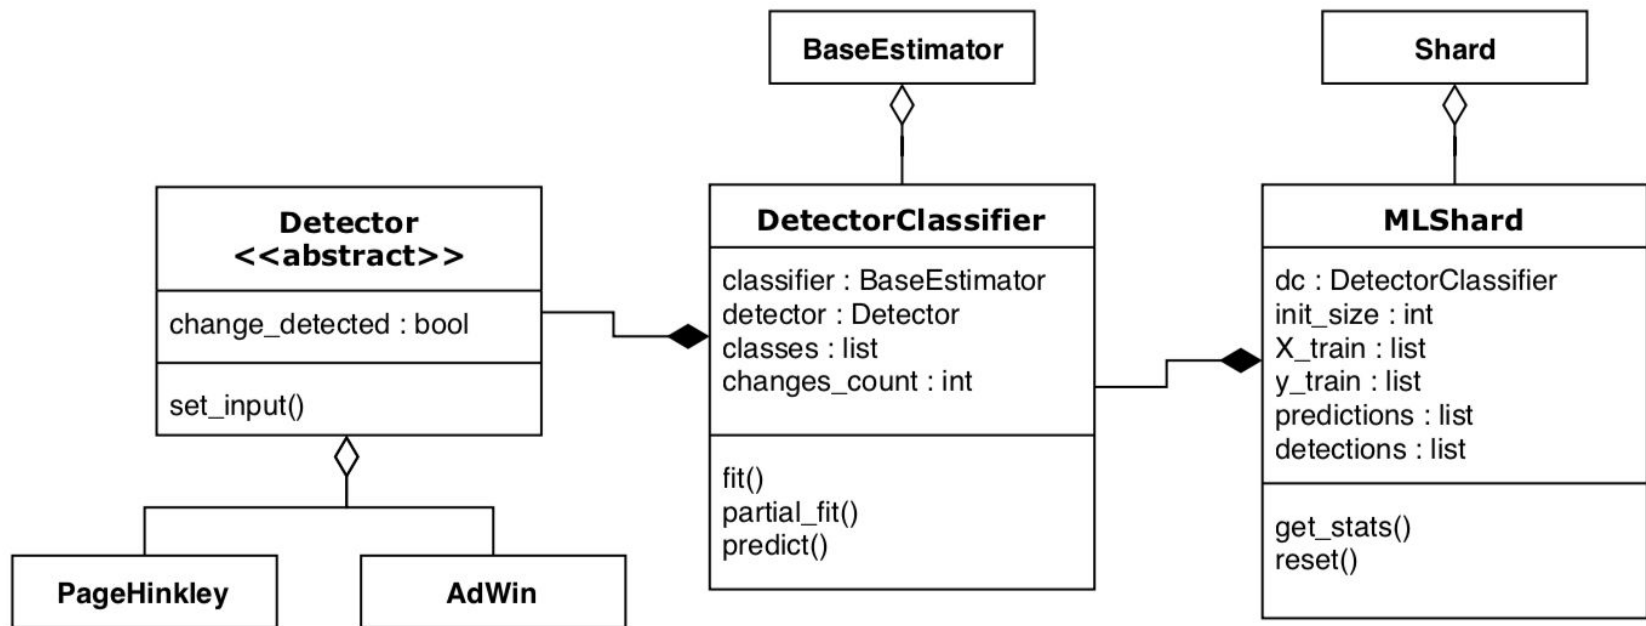 BaseEstimator
Shard
Detector
<<abstract>>
change_detected : bool
set_input()
PageHinkley
AdWin
DetectorClassifier
classifier : BaseEstimator
detector : Detector
classes : list
changes_count : int
fit()
partial_fit()
predict()
MLShard
dc : DetectorClassifier
init_size : int
X_train : list
y_train : list
predictions : list
detections : list
get_stats()
reset()